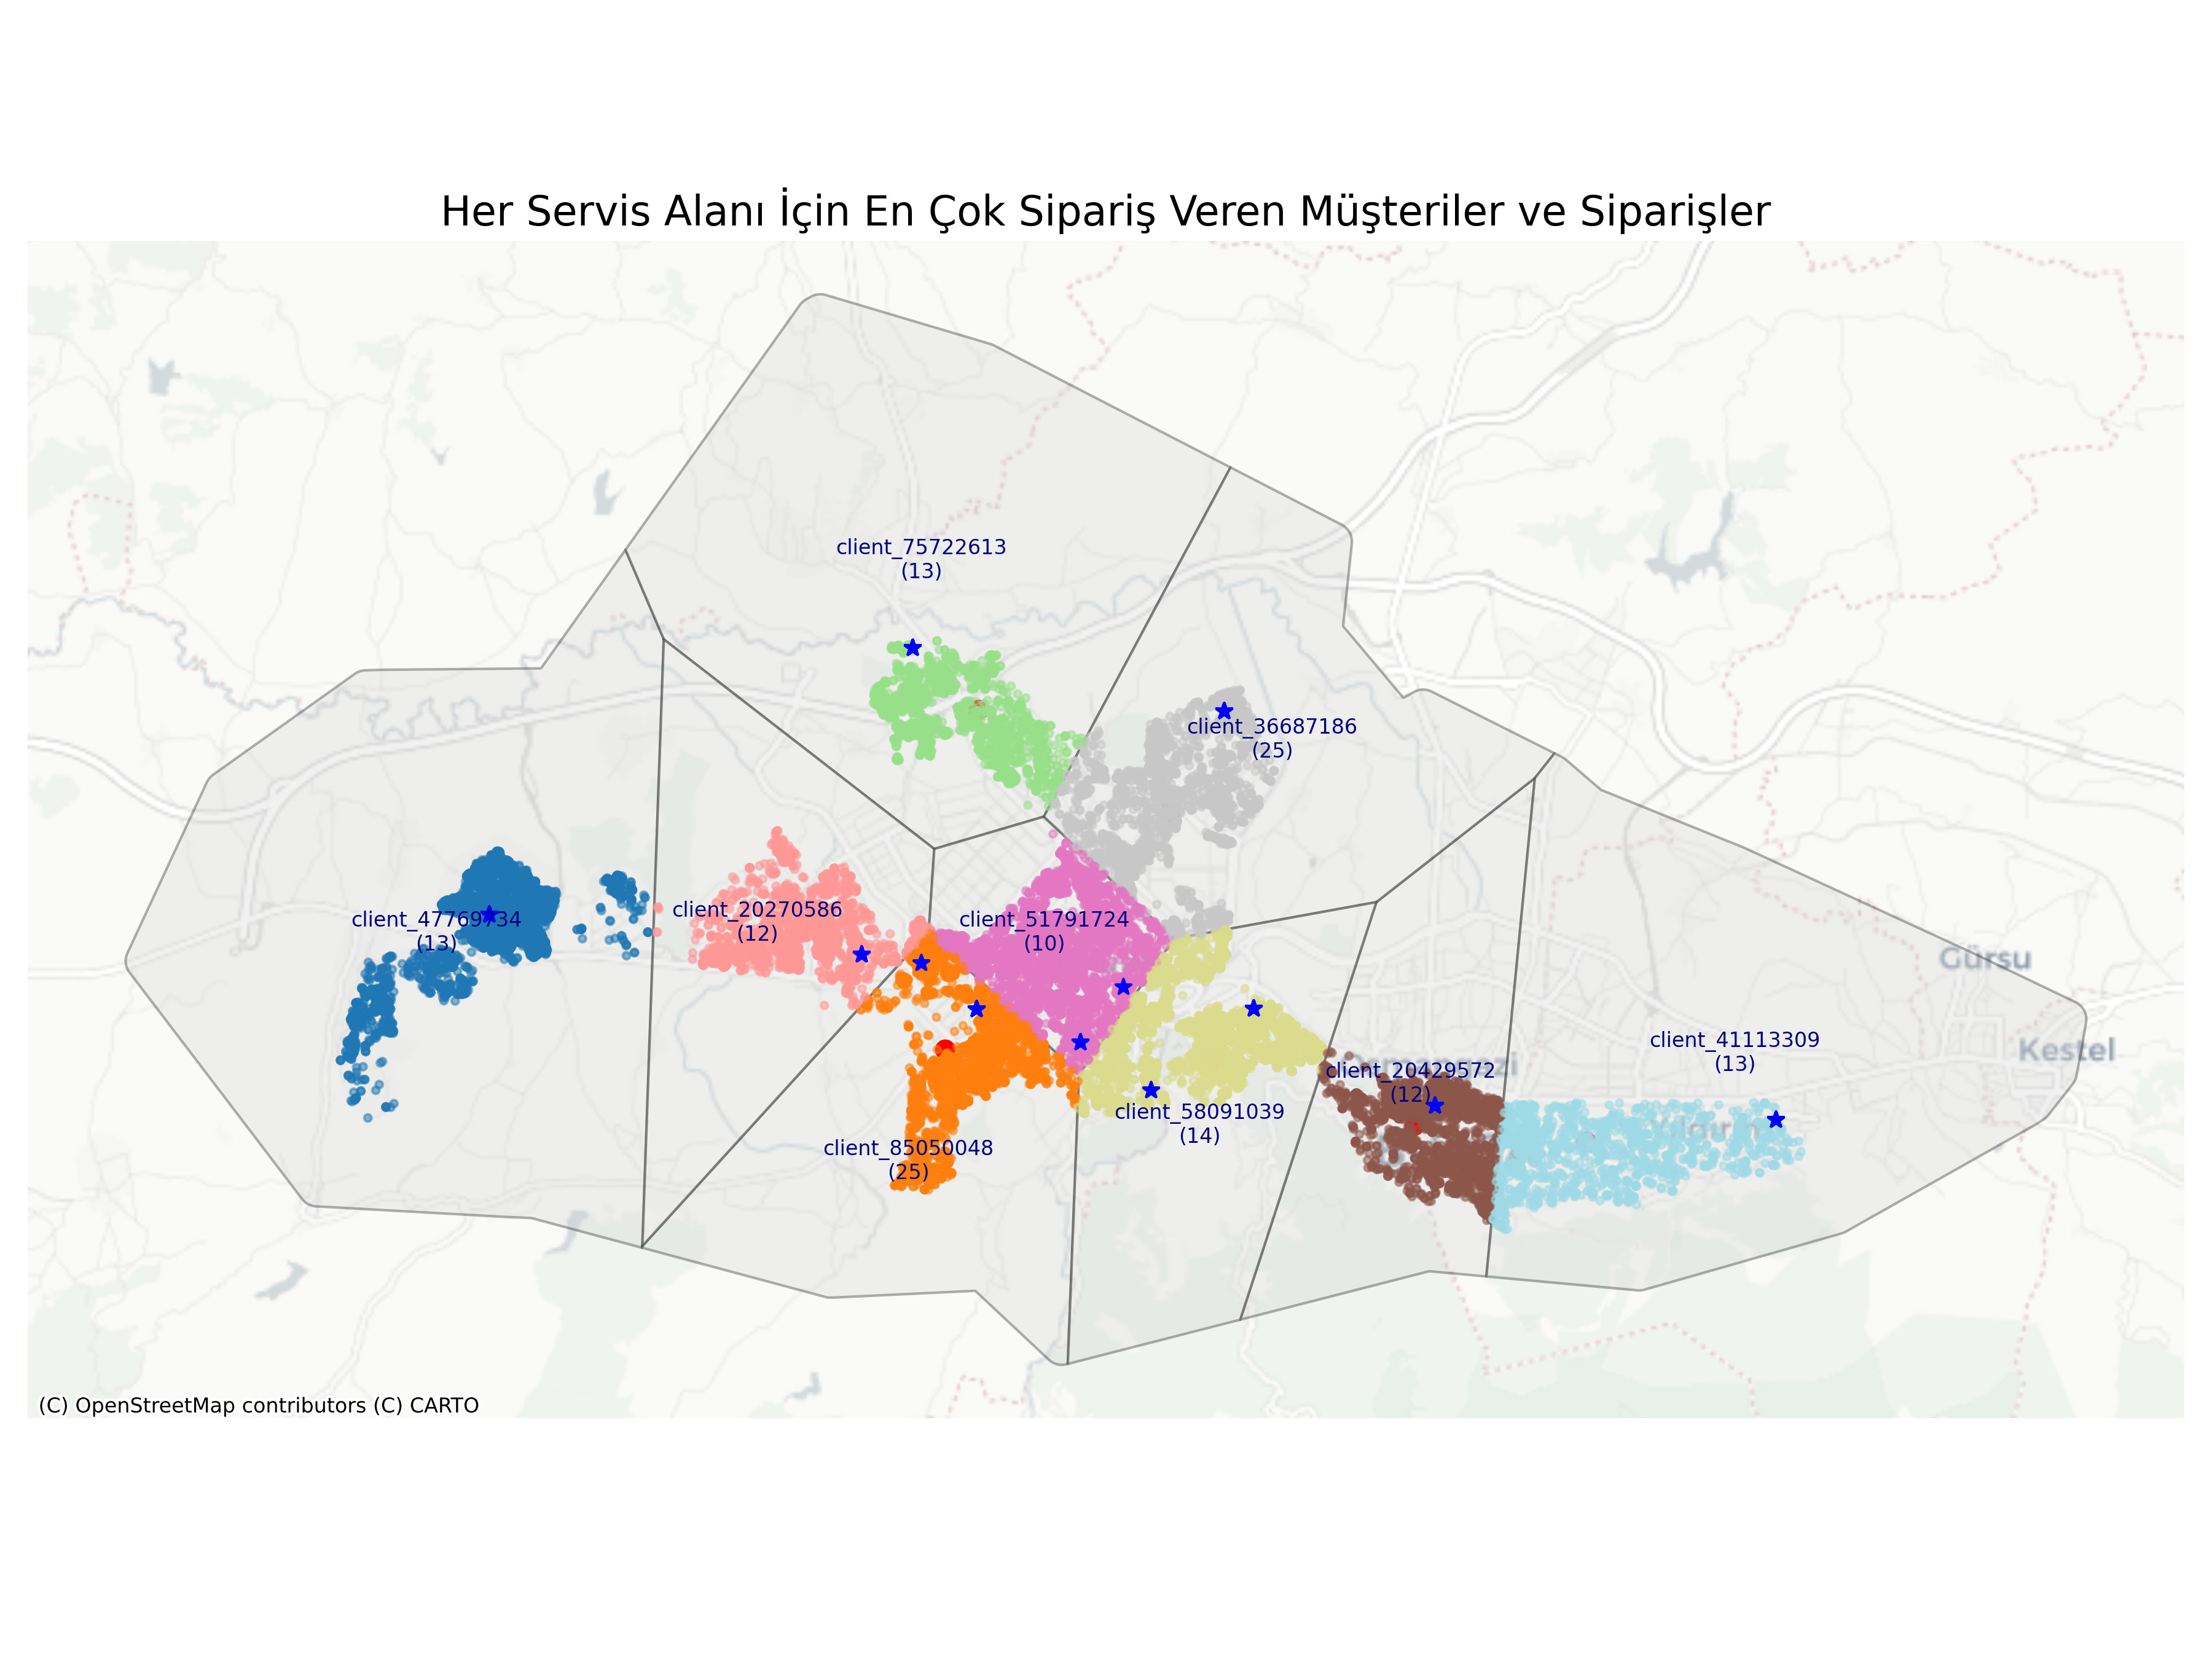 Her Servis Alanı İçin En Çok Sipariş Veren Müşteriler ve Siparişler
client_75722613
(13)
client_36687186
(25)
client_47769734
(13)
client_20270586
(12)
client_51791724
(10)
Gürsu
Kestel
client_41113309
(13)
client_20429572
(12)
client_58091039
(14)
client_85050048
(25)
(C) OpenStreetMap contributors (C) CARTO